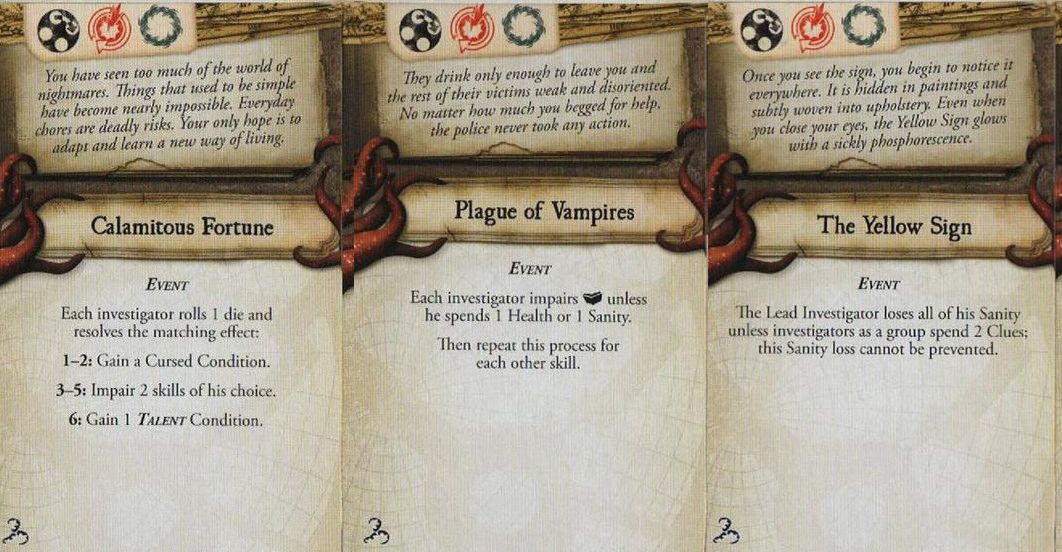 You have seen too much of the world of
nightmares. Things that used to be simple
have become nearly impossible. Everyday
chores are deadly risks. Your only hope is to
adapt and learn a new way of living.
Calamitous Fortune
EVENT
Each investigator rolls 1 die and
resolves the matching effect:
1–2: Gain a Cursed Condition.
3–5: Impair 2 skills of his choice.
6: Gain 1 TALENT Condition.
They drink only enough to leave you and
the rest of their victims weak and disoriented.
No matter how much you begged for help,
the police never took any action.
Plague of Vampires
EVENT
Each investigator impairs unless
he spends 1 Health or 1 Sanity.
Then repeat this process for
each other skill.
Once you see the sign, you begin to notice it
everywhere. It is hidden in paintings and
subtly woven into upholstery. Even when
you close your eyes, the Yellow Sign glows
with a sickly phosphorescence.
The Yellow Sign
EVENT
The Lead Investigator loses all of his Sanity
unless investigators as a group spend 2 Clues;
this Sanity loss cannot be prevented.